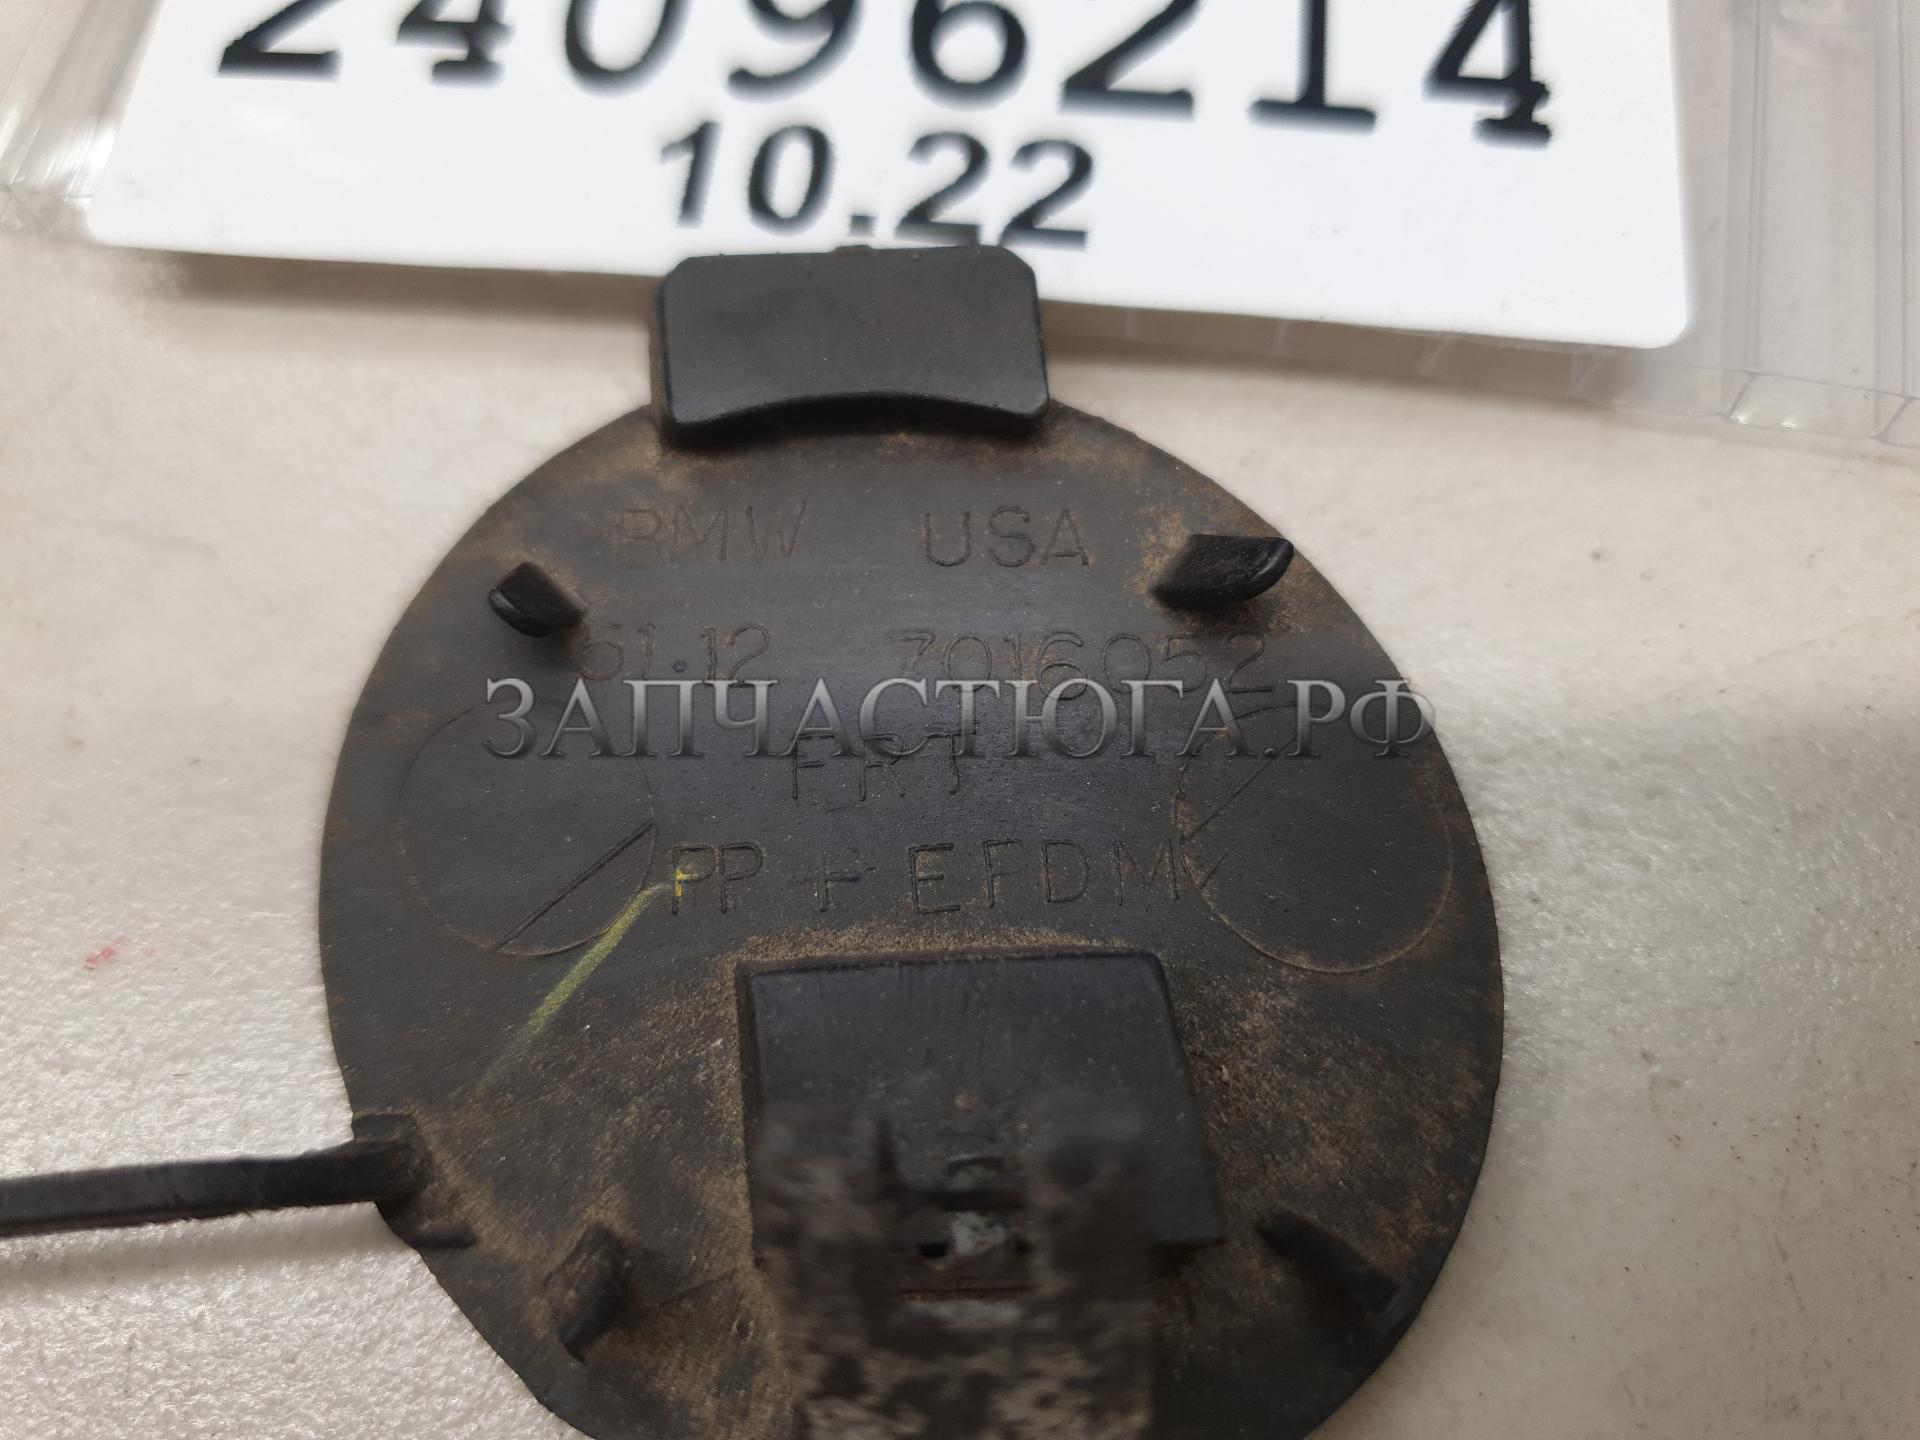 24096214
10.22
BMW USA
51.12 7016052
ЗАПЧАСТЮГА.РФ
FRT
PP + EPDM